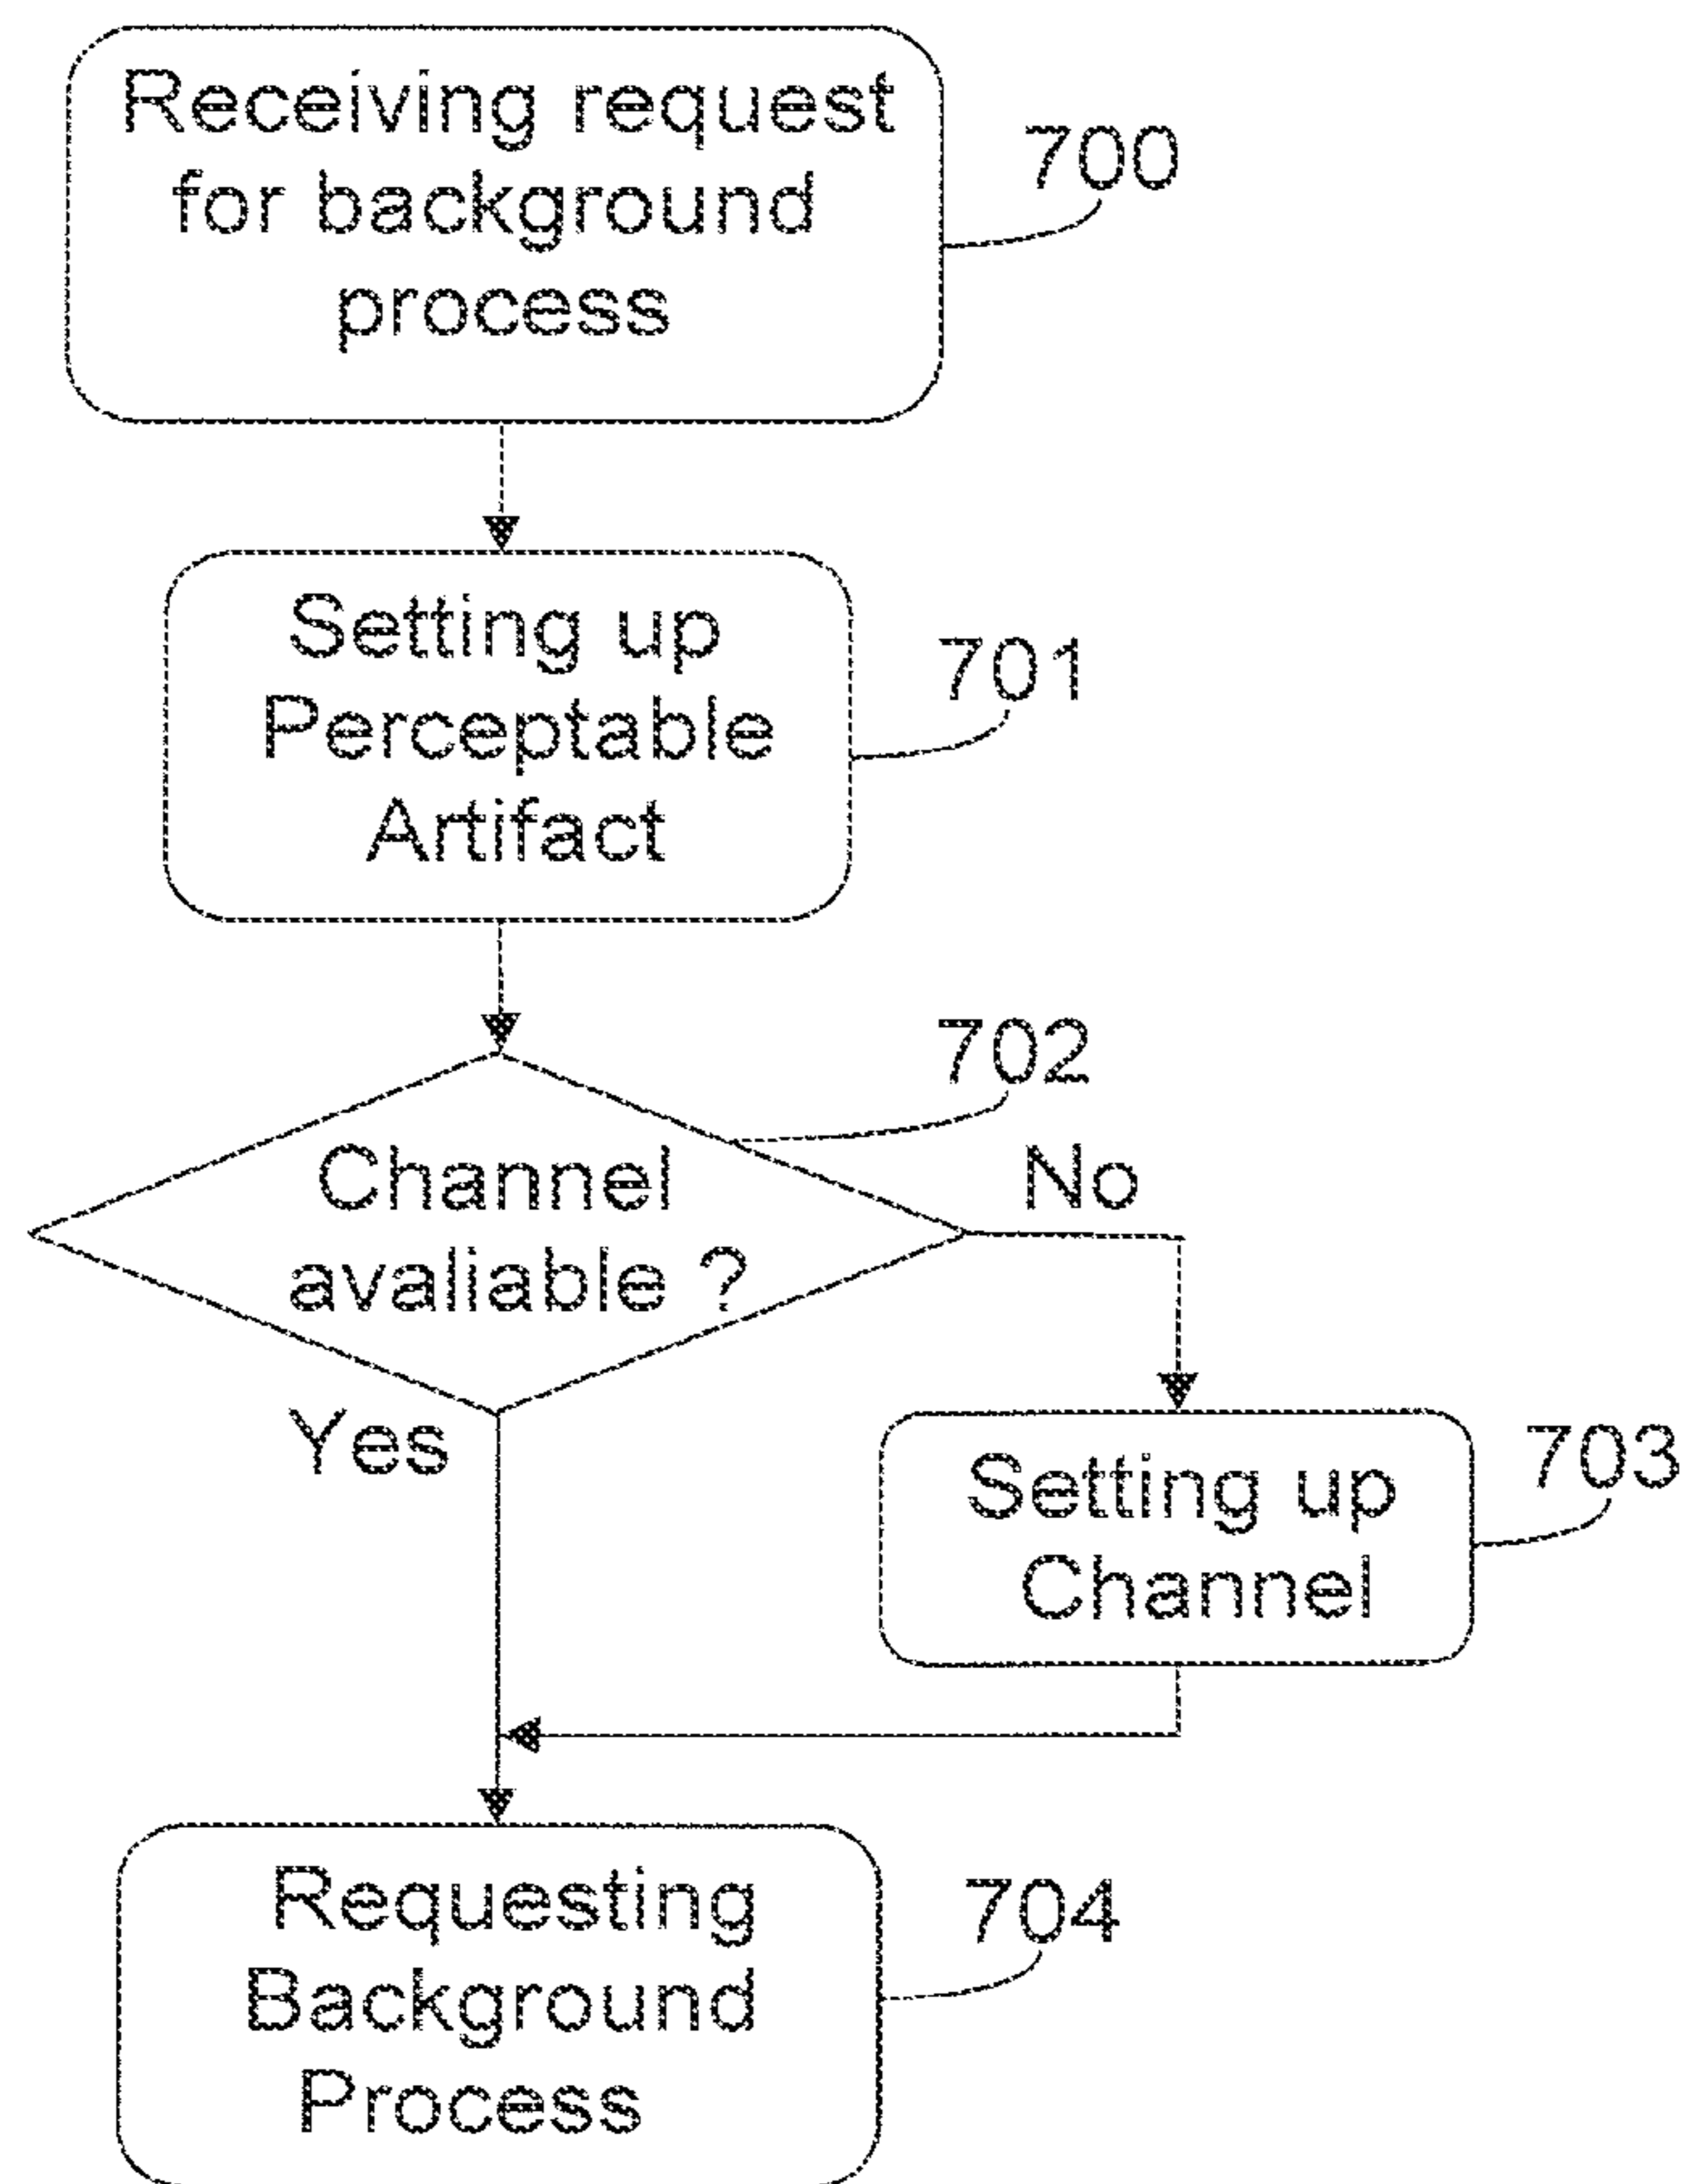 Receiving request
for background
process
700
Setting up
Perceptable
Artifact
701
702
Channel
avaliable ?
No
Yes
Setting up
Channel
703
Requesting
Background
Process
704